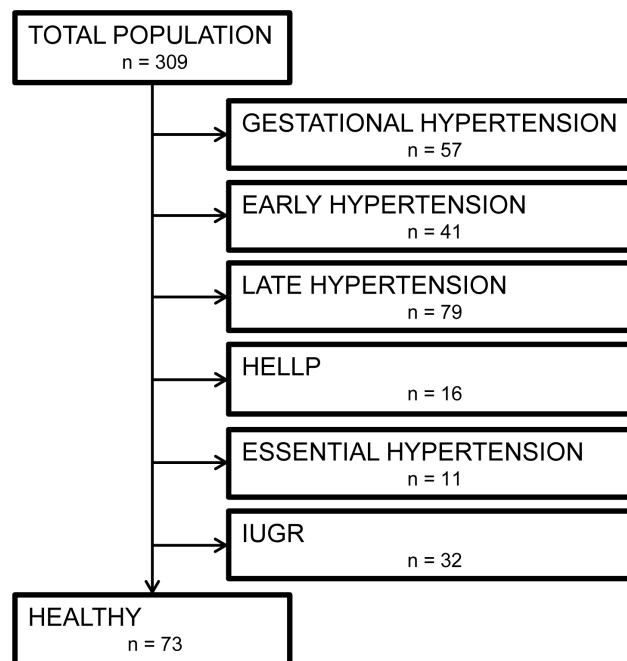 TOTAL POPULATION
n = 309
GESTATIONAL HYPERTENSION
n = 57
EARLY HYPERTENSION
n = 41
LATE HYPERTENSION
n = 79
HELLP
n = 16
ESSENTIAL HYPERTENSION
n = 11
IUGR
n = 32
HEALTHY
n = 73